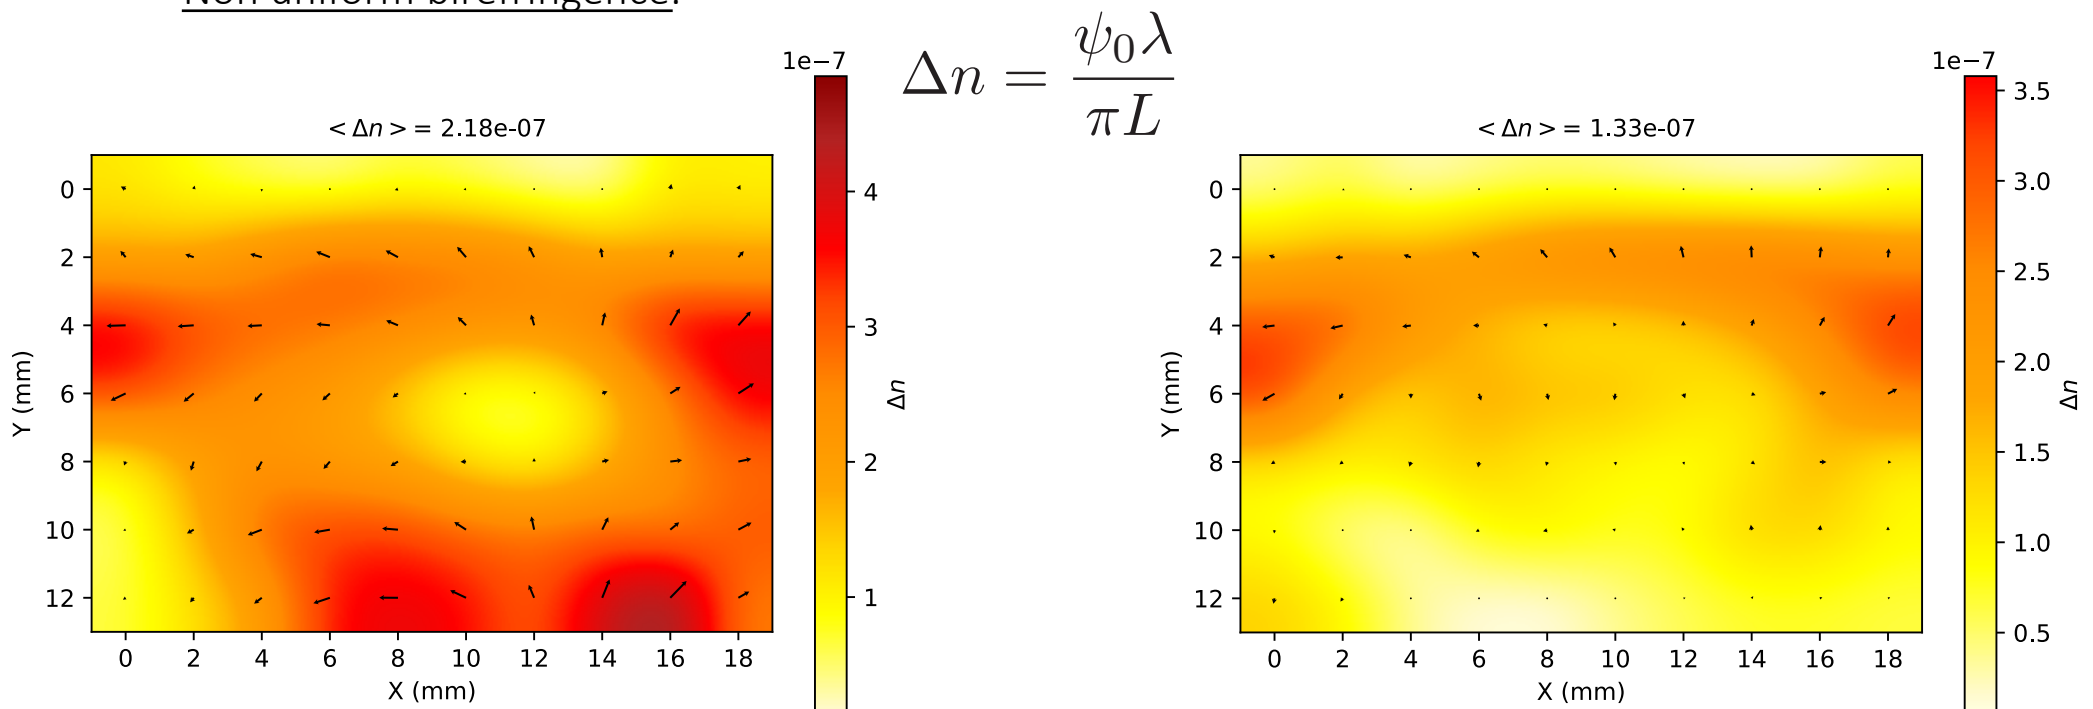 Non-uniform birefringence:
Δn = ψ₀λ / πL
1e−7
< Δn > = 2.18e-07
Y (mm)
0
2
4
6
8
10
12
0 2 4 6 8 10 12 14 16 18
X (mm)
4
3
2
1
Δn
1e−7
< Δn > = 1.33e-07
Y (mm)
0
2
4
6
8
10
12
0 2 4 6 8 10 12 14 16 18
X (mm)
3.5
3.0
2.5
2.0
1.5
1.0
0.5
Δn